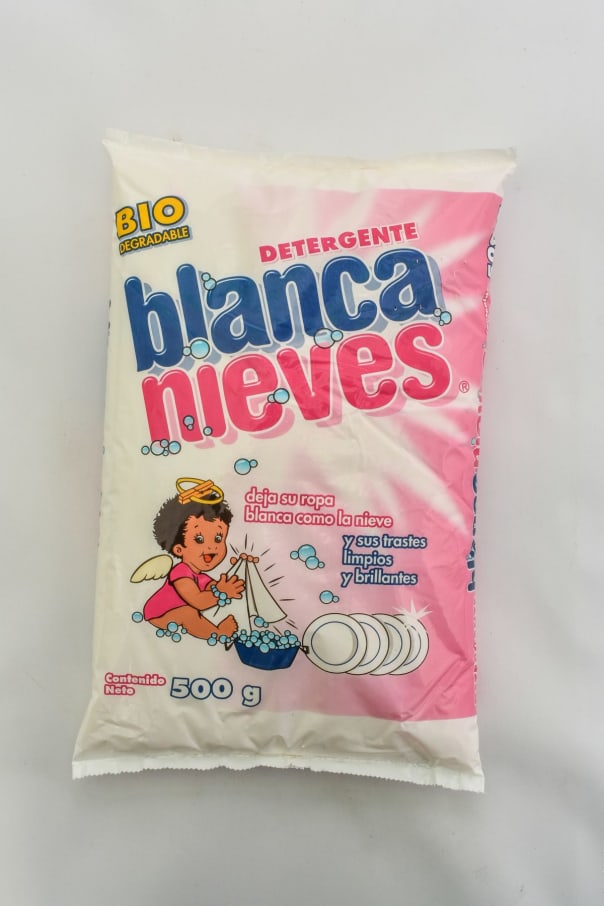 BIO
DEGRADABLE
DETERGENTE
blanca
nieves®
deja su ropa
blanca como la nieve
y sus trastes
limpios
y brillantes
Contenido
Neto
500 g